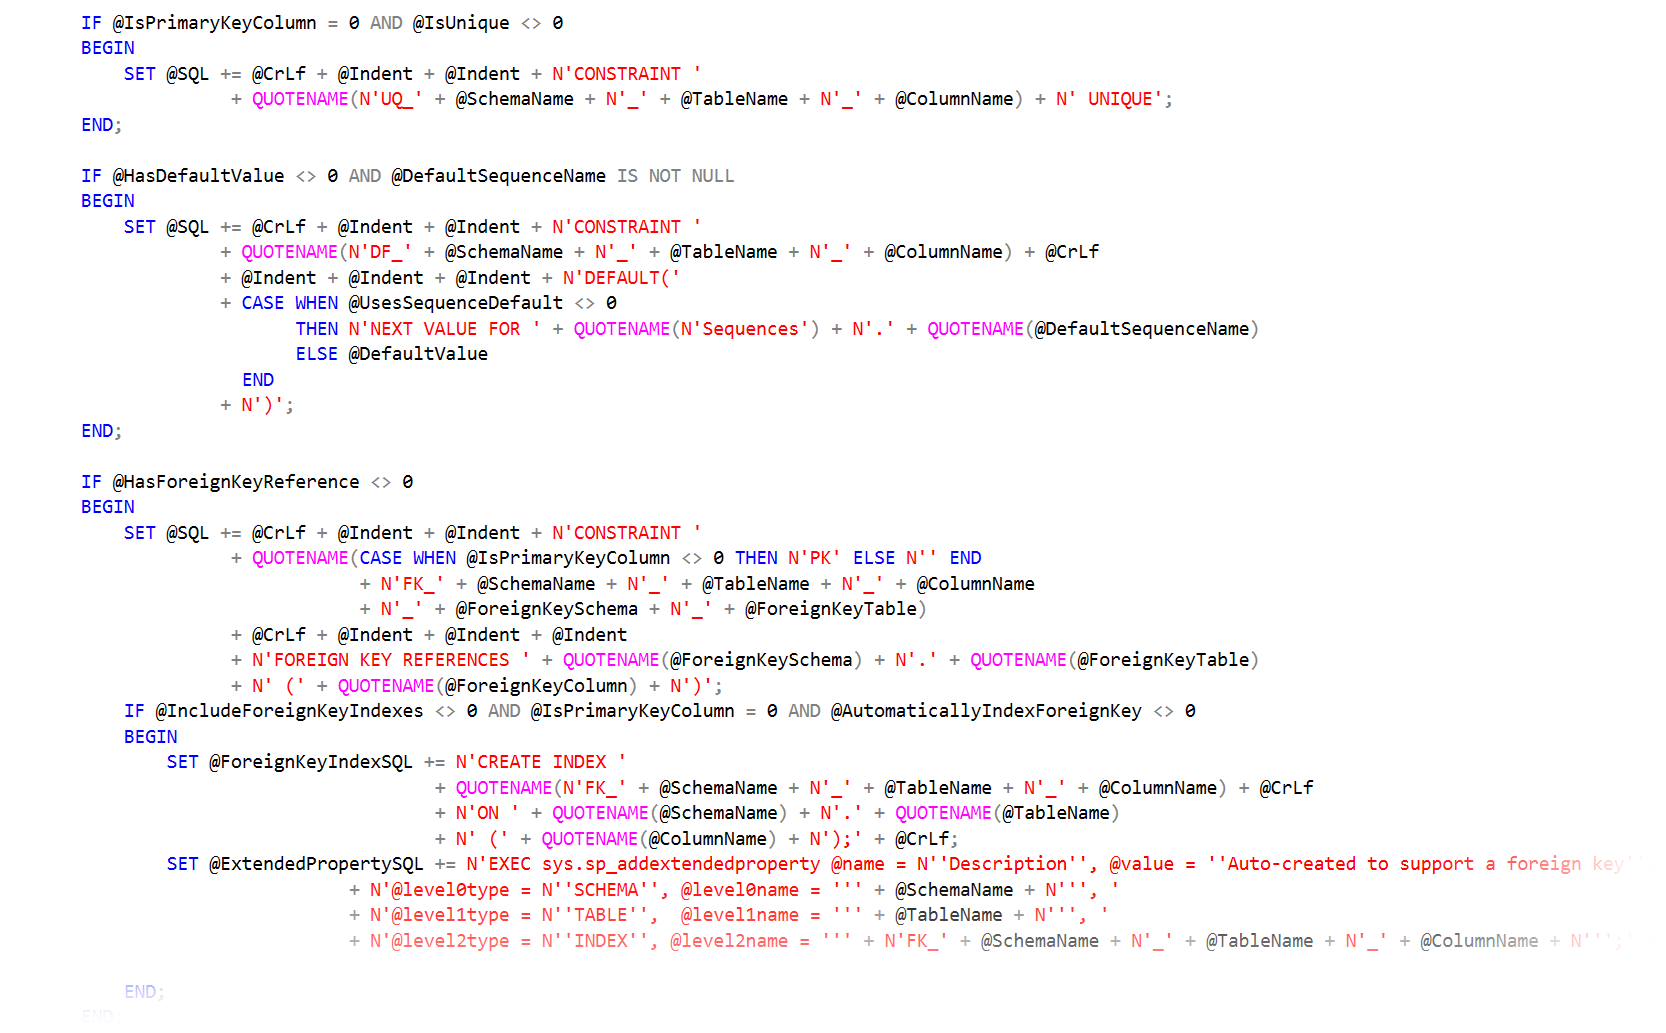 IF @IsPrimaryKeyColumn = 0 AND @IsUnique <> 0
BEGIN
    SET @SQL += @CrLf + @Indent + @Indent + N'CONSTRAINT '
              + QUOTENAME(N'UQ_' + @SchemaName + N'_' + @TableName + N'_' + @ColumnName) + N' UNIQUE';
END;

IF @HasDefaultValue <> 0 AND @DefaultSequenceName IS NOT NULL
BEGIN
    SET @SQL += @CrLf + @Indent + @Indent + N'CONSTRAINT '
             + QUOTENAME(N'DF_' + @SchemaName + N'_' + @TableName + N'_' + @ColumnName) + @CrLf
             + @Indent + @Indent + @Indent + N'DEFAULT('
             + CASE WHEN @UsesSequenceDefault <> 0
                    THEN N'NEXT VALUE FOR ' + QUOTENAME(N'Sequences') + N'.' + QUOTENAME(@DefaultSequenceName)
                    ELSE @DefaultValue
               END
             + N')';
END;

IF @HasForeignKeyReference <> 0
BEGIN
    SET @SQL += @CrLf + @Indent + @Indent + N'CONSTRAINT '
              + QUOTENAME(CASE WHEN @IsPrimaryKeyColumn <> 0 THEN N'PK' ELSE N'' END
                          + N'FK_' + @SchemaName + N'_' + @TableName + N'_' + @ColumnName
                          + N'_' + @ForeignKeySchema + N'_' + @ForeignKeyTable)
              + @CrLf + @Indent + @Indent + @Indent
              + N'FOREIGN KEY REFERENCES ' + QUOTENAME(@ForeignKeySchema) + N'.' + QUOTENAME(@ForeignKeyTable)
              + N' (' + QUOTENAME(@ForeignKeyColumn) + N')';
    IF @IncludeForeignKeyIndexes <> 0 AND @IsPrimaryKeyColumn = 0 AND @AutomaticallyIndexForeignKey <> 0
    BEGIN
        SET @ForeignKeyIndexSQL += N'CREATE INDEX '
                                 + QUOTENAME(N'FK_' + @SchemaName + N'_' + @TableName + N'_' + @ColumnName) + @CrLf
                                 + N'ON ' + QUOTENAME(@SchemaName) + N'.' + QUOTENAME(@TableName)
                                 + N' (' + QUOTENAME(@ColumnName) + N');' + @CrLf;
        SET @ExtendedPropertySQL += N'EXEC sys.sp_addextendedproperty @name = N''Description'', @value = ''Auto-created to support a foreign key''
                         + N'@level0type = N''SCHEMA'', @level0name = ''' + @SchemaName + N''', '
                         + N'@level1type = N''TABLE'',  @level1name = ''' + @TableName + N''', '
                         + N'@level2type = N''INDEX'', @level2name = ''' + N'FK_' + @SchemaName + N'_' + @TableName + N'_' + @ColumnName + N''';'

    END;
END;